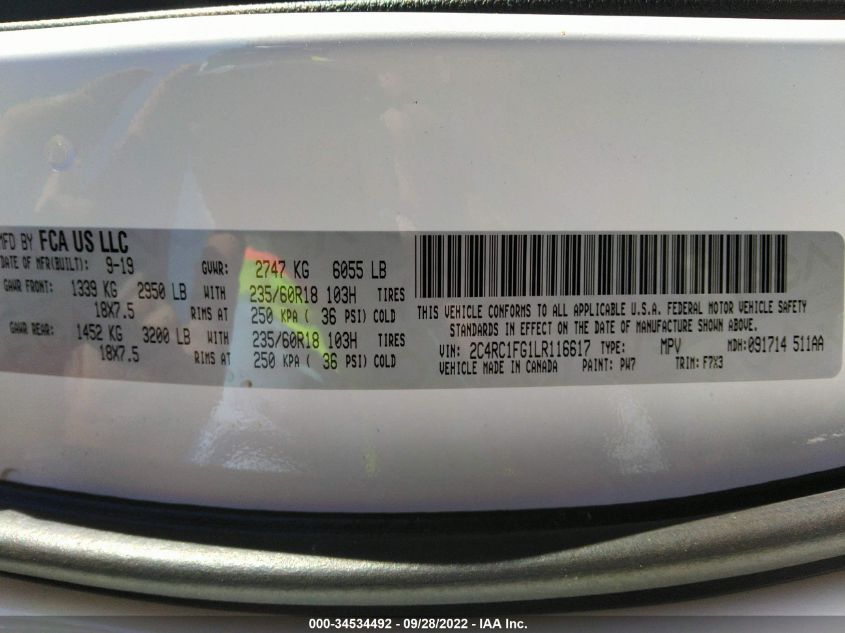 MFD BY FCA US LLC
DATE OF MFR(BUILT): 9-19 GVWR: 2747 KG 6055 LB
GAWR FRONT: 1339 KG 2950 LB WITH 235/60R18 103H TIRES
18X7.5 RIMS AT 250 KPA ( 36 PSI) COLD
GAWR REAR: 1452 KG 3200 LB WITH 235/60R18 103H TIRES
18X7.5 RIMS AT 250 KPA ( 36 PSI) COLD
THIS VEHICLE CONFORMS TO ALL APPLICABLE U.S.A. FEDERAL MOTOR VEHICLE SAFETY
STANDARDS IN EFFECT ON THE DATE OF MANUFACTURE SHOWN ABOVE.
VIN: 2C4RC1FG1LR116617 TYPE: MPV MDH:091714 511AA
VEHICLE MADE IN CANADA PAINT: PW7 TRIM: F7X3
000-34534492 - 09/28/2022 - IAA Inc.